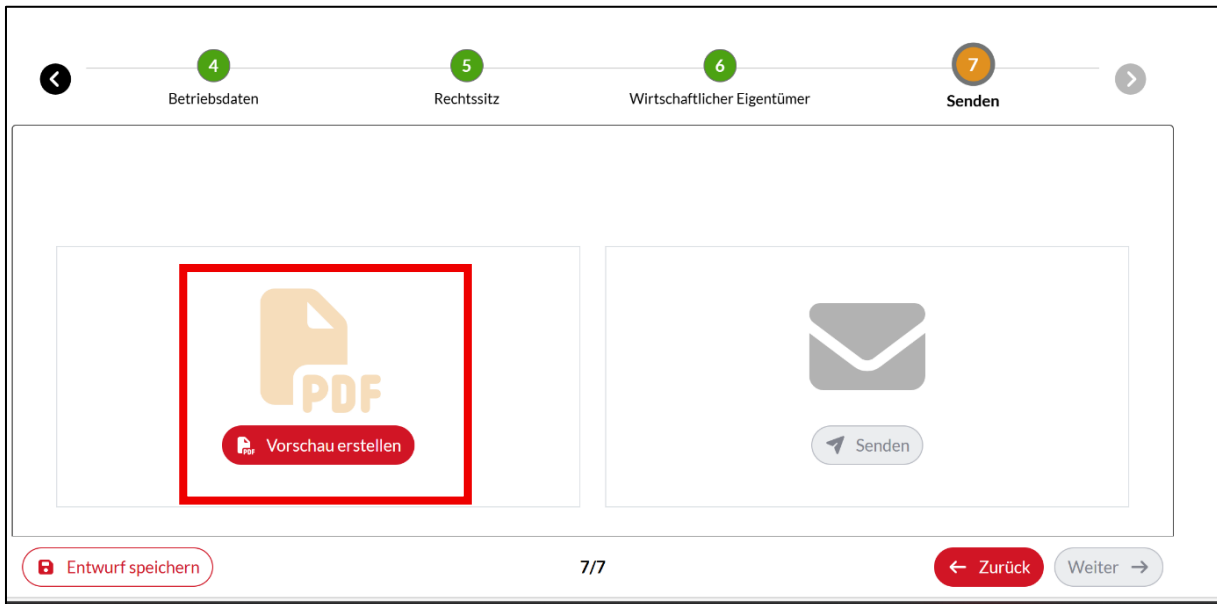 4
5
6
7
Betriebsdaten
Rechtssitz
Wirtschaftlicher Eigentümer
Senden
PDF
PDF Vorschau erstellen
Senden
Entwurf speichern
7/7
Zurück
Weiter